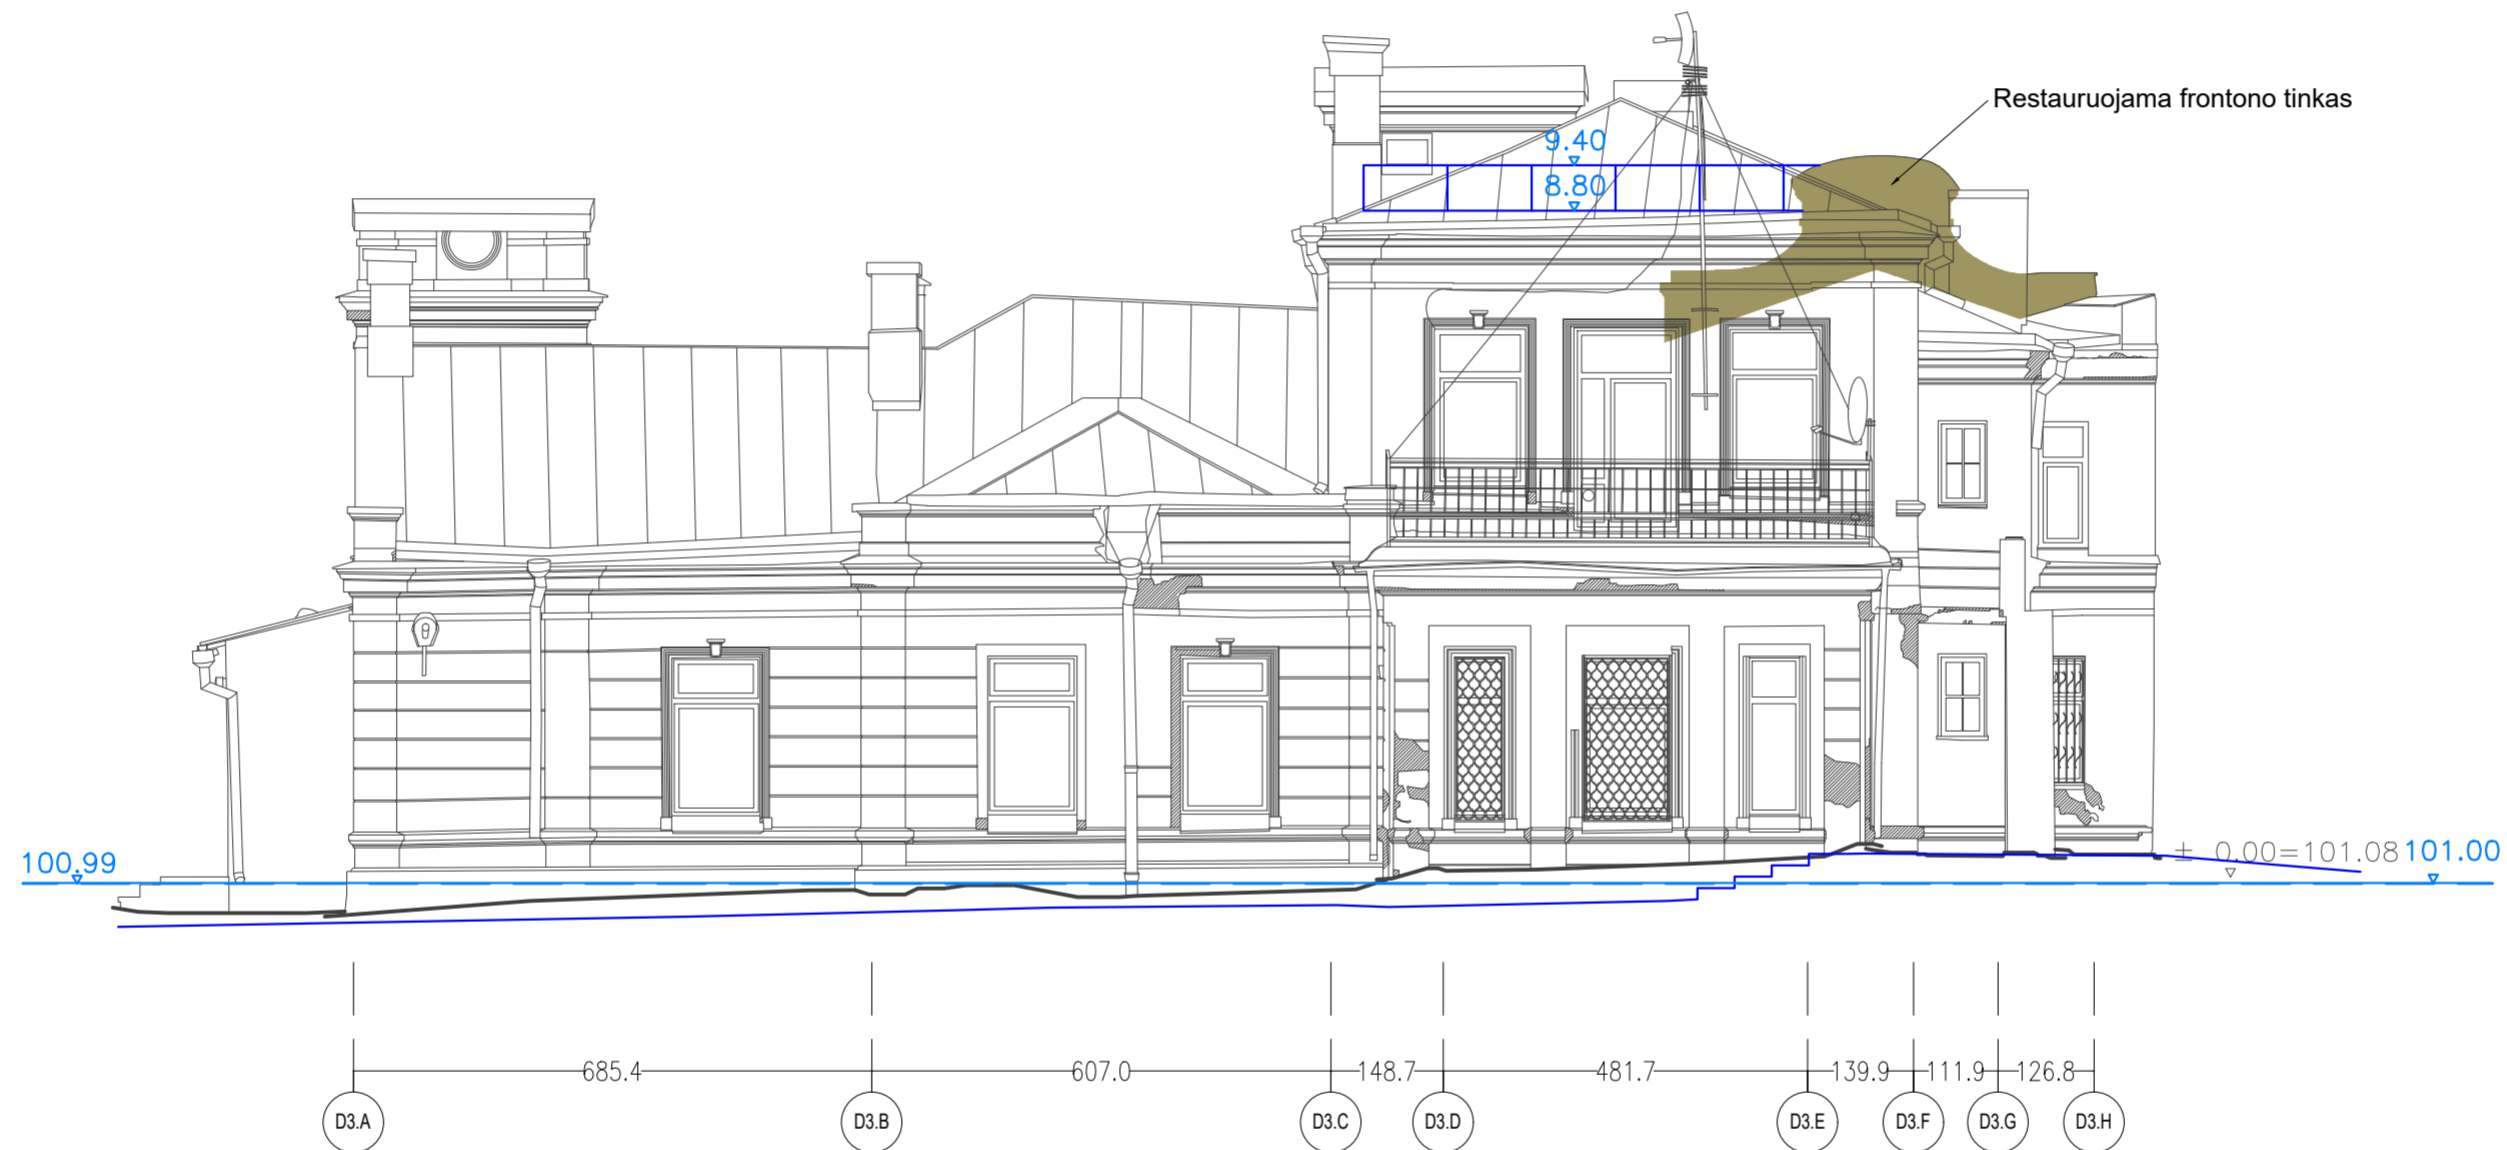 Restauruojama frontono tinkas
9.40
8.80
100.99
± 0.00=101.08
101.00
685.4
607.0
148.7
481.7
139.9
111.9
126.8
D3.A
D3.B
D3.C
D3.D
D3.E
D3.F
D3.G
D3.H